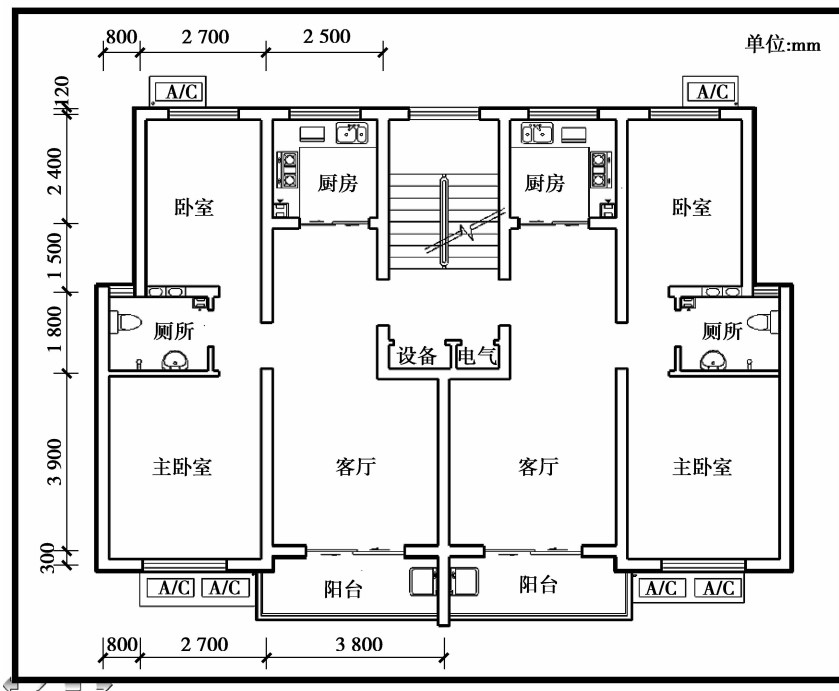 800 2 700 2 500
单位:mm
A/C A/C
120
2 400
厨房 厨房
卧室 卧室
1 500
1 800
厕所 厕所
设备 电气
3 900
主卧室 客厅 客厅 主卧室
300
A/C A/C 阳台 阳台 A/C A/C
800 2 700 3 800